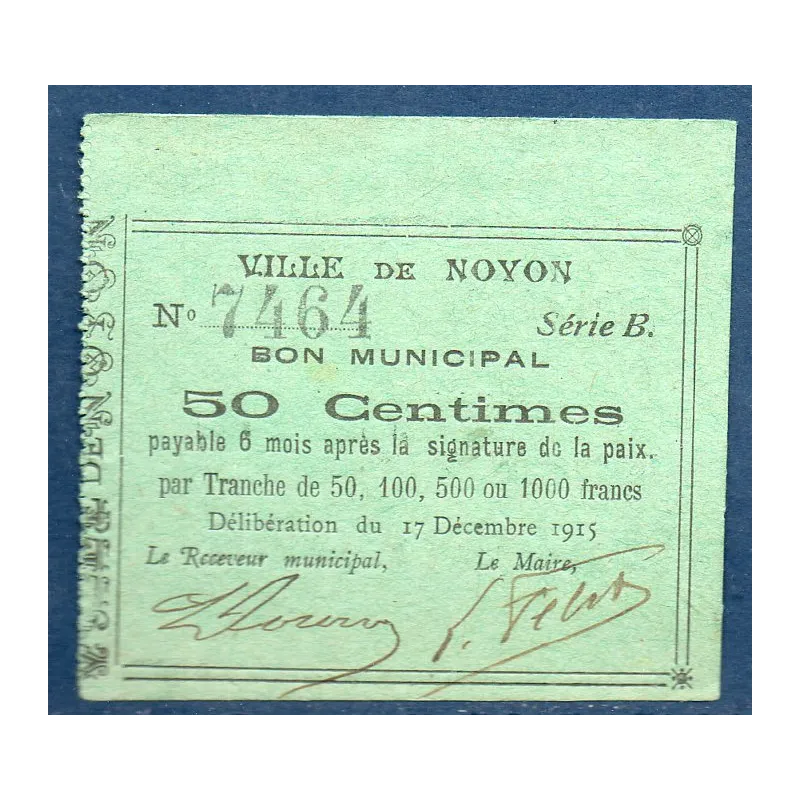 VILLE DE NOYON
No 7464 Série B.
BON MUNICIPAL
50 Centimes
payable 6 mois après la signature de la paix.
par Tranche de 50, 100, 500 ou 1000 francs
Délibération du 17 Décembre 1915
Le Receveur municipal, Le Maire,